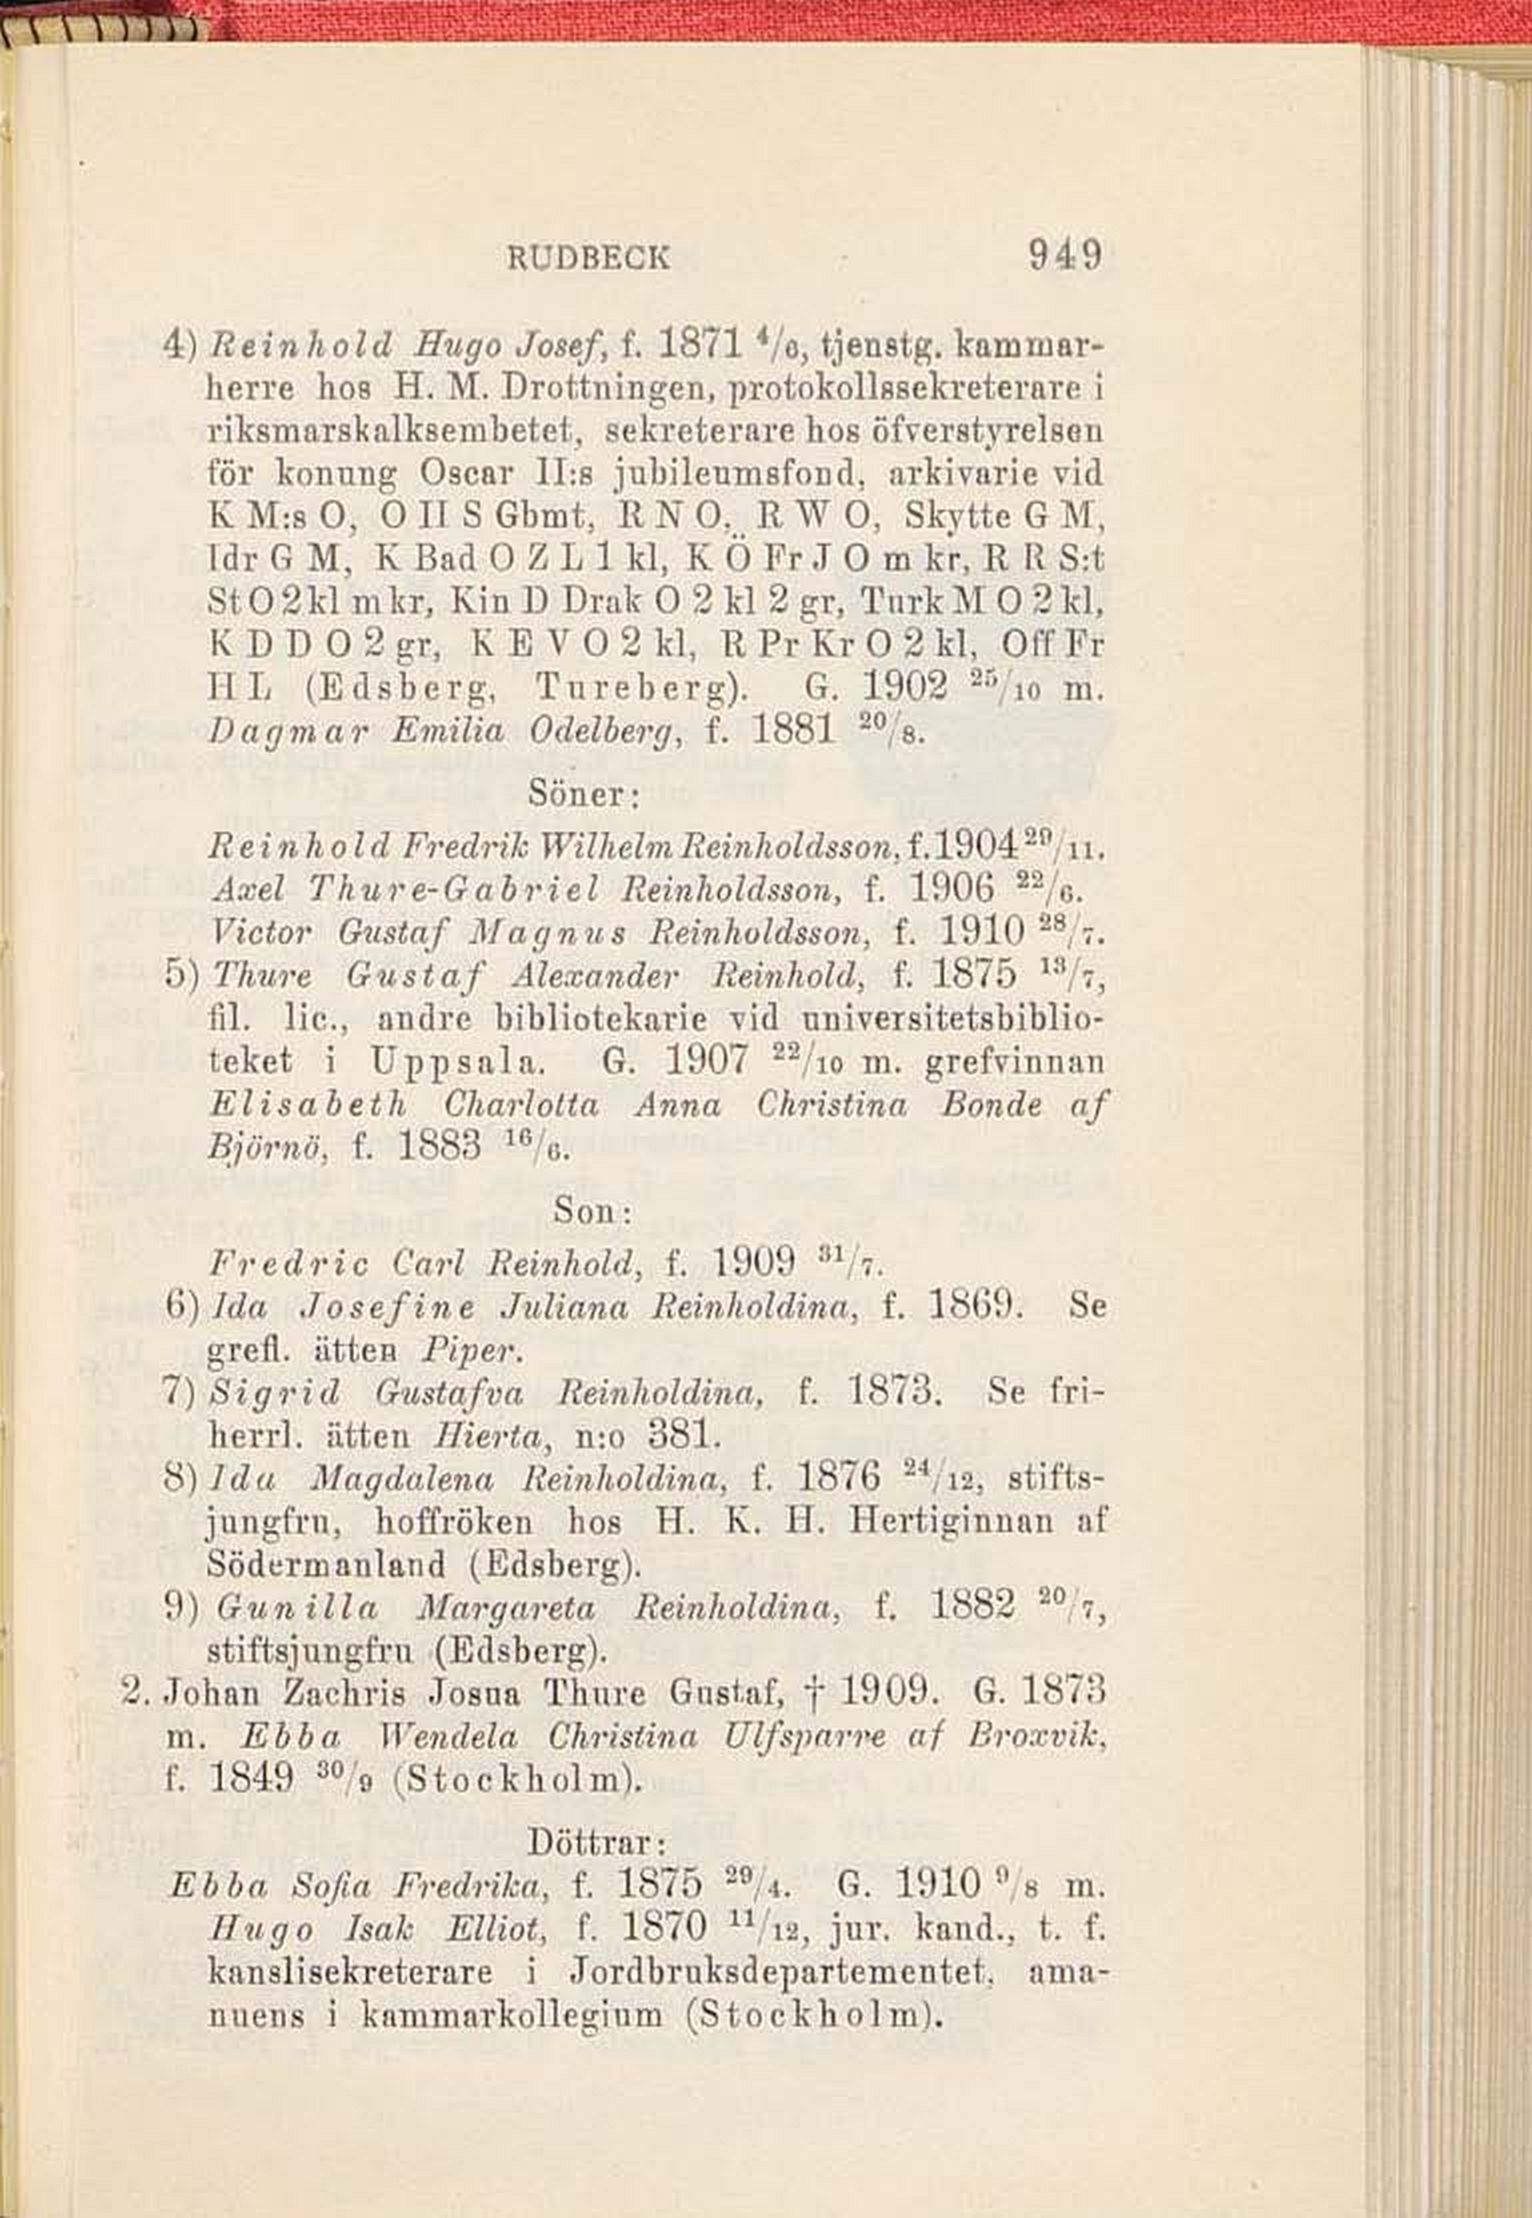 RUDBECK 949
4) Reinhold Hugo Josef, f. 1871 4/6, tjenstg. kammar-
herre hos H. M. Drottningen, protokollssekreterare i
riksmarskalksembetet, sekreterare hos öfverstyrelsen
för konung Oscar II:s jubileumsfond, arkivarie vid
K M:s O, O II S Gbmt, R N O, R W O, Skytte G M,
Idr G M, K Bad O Z L 1 kl, K Ö Fr J O m kr, R R S:t
St O 2 kl m kr, Kin D Drak O 2 kl 2 gr, Turk M O 2 kl,
K D D O 2 gr, K E V O 2 kl, R Pr Kr O 2 kl, Off Fr
H L (Edsberg, Tureberg). G. 1902 25/10 m.
Dagmar Emilia Odelberg, f. 1881 20/8.
Söner:
Reinhold Fredrik Wilhelm Reinholdsson, f. 1904 29/11.
Axel Thure-Gabriel Reinholdsson, f. 1906 22/6.
Victor Gustaf Magnus Reinholdsson, f. 1910 28/7.
5) Thure Gustaf Alexander Reinhold, f. 1875 13/7,
fil. lic., andre bibliotekarie vid universitetsbiblio-
teket i Uppsala. G. 1907 22/10 m. grefvinnan
Elisabeth Charlotta Anna Christina Bonde af
Björnö, f. 1883 16/6.
Son:
Fredric Carl Reinhold, f. 1909 31/7.
6) Ida Josefine Juliana Reinholdina, f. 1869. Se
grefl. ätten Piper.
7) Sigrid Gustafva Reinholdina, f. 1873. Se fri-
herrl. ätten Hierta, n:o 381.
8) Ida Magdalena Reinholdina, f. 1876 24/12, stifts-
jungfru, hoffröken hos H. K. H. Hertiginnan af
Södermanland (Edsberg).
9) Gunilla Margareta Reinholdina, f. 1882 20/7,
stiftsjungfru (Edsberg).
2. Johan Zachris Josua Thure Gustaf, † 1909. G. 1873
m. Ebba Wendela Christina Ulfsparre af Broxvik,
f. 1849 30/9 (Stockholm).
Döttrar:
Ebba Sofia Fredrika, f. 1875 29/4. G. 1910 9/8 m.
Hugo Isak Elliot, f. 1870 11/12, jur. kand., t. f.
kanslisekreterare i Jordbruksdepartementet, ama-
nuens i kammarkollegium (Stockholm).